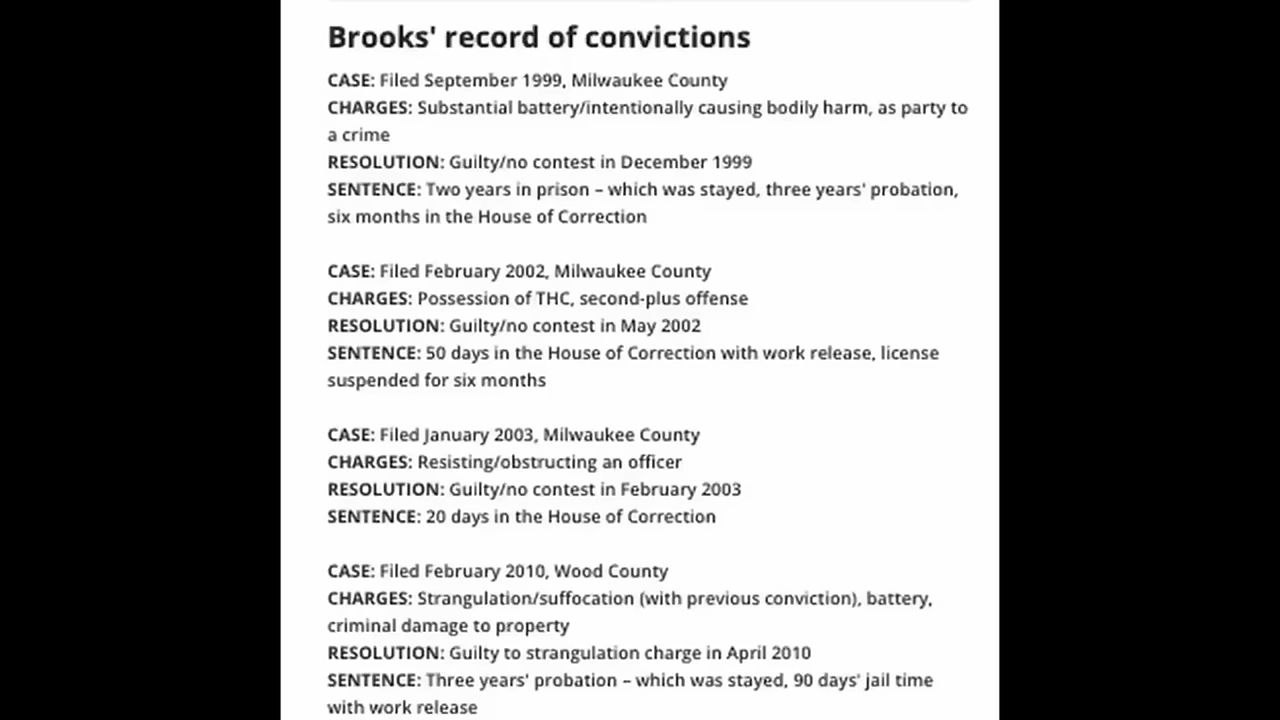 Brooks' record of convictions
CASE: Filed September 1999, Milwaukee County
CHARGES: Substantial battery/intentionally causing bodily harm, as party to
a crime
RESOLUTION: Guilty/no contest in December 1999
SENTENCE: Two years in prison – which was stayed, three years' probation,
six months in the House of Correction
CASE: Filed February 2002, Milwaukee County
CHARGES: Possession of THC, second-plus offense
RESOLUTION: Guilty/no contest in May 2002
SENTENCE: 50 days in the House of Correction with work release, license
suspended for six months
CASE: Filed January 2003, Milwaukee County
CHARGES: Resisting/obstructing an officer
RESOLUTION: Guilty/no contest in February 2003
SENTENCE: 20 days in the House of Correction
CASE: Filed February 2010, Wood County
CHARGES: Strangulation/suffocation (with previous conviction), battery,
criminal damage to property
RESOLUTION: Guilty to strangulation charge in April 2010
SENTENCE: Three years' probation – which was stayed, 90 days' jail time
with work release